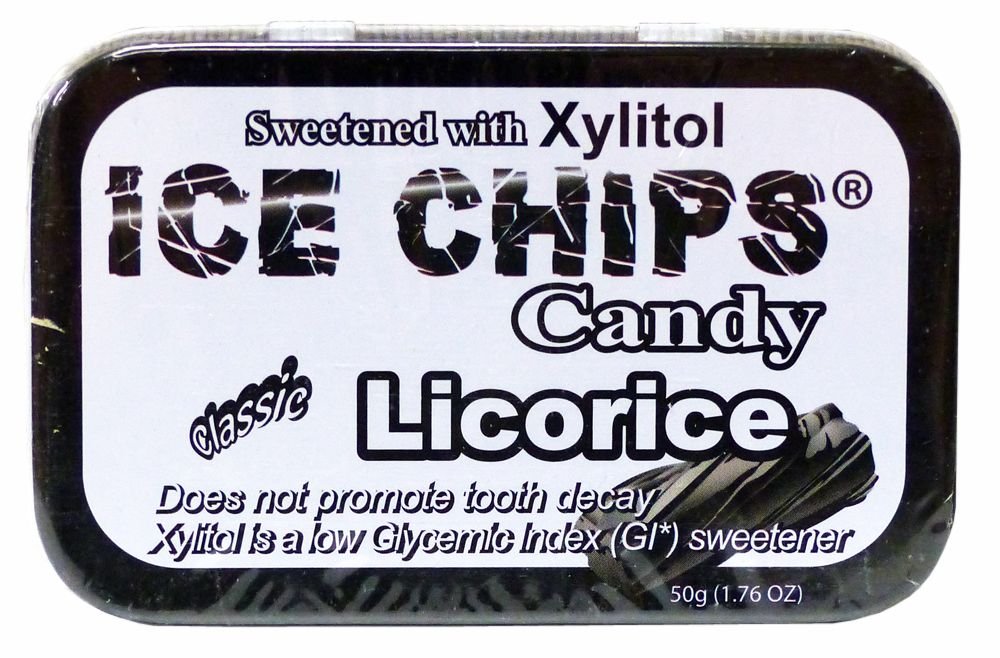 Sweetened with Xylitol
ICE CHIPS®
Candy
classic
Licorice
Does not promote tooth decay
Xylitol is a low Glycemic Index (GI*) sweetener
50g (1.76 OZ)